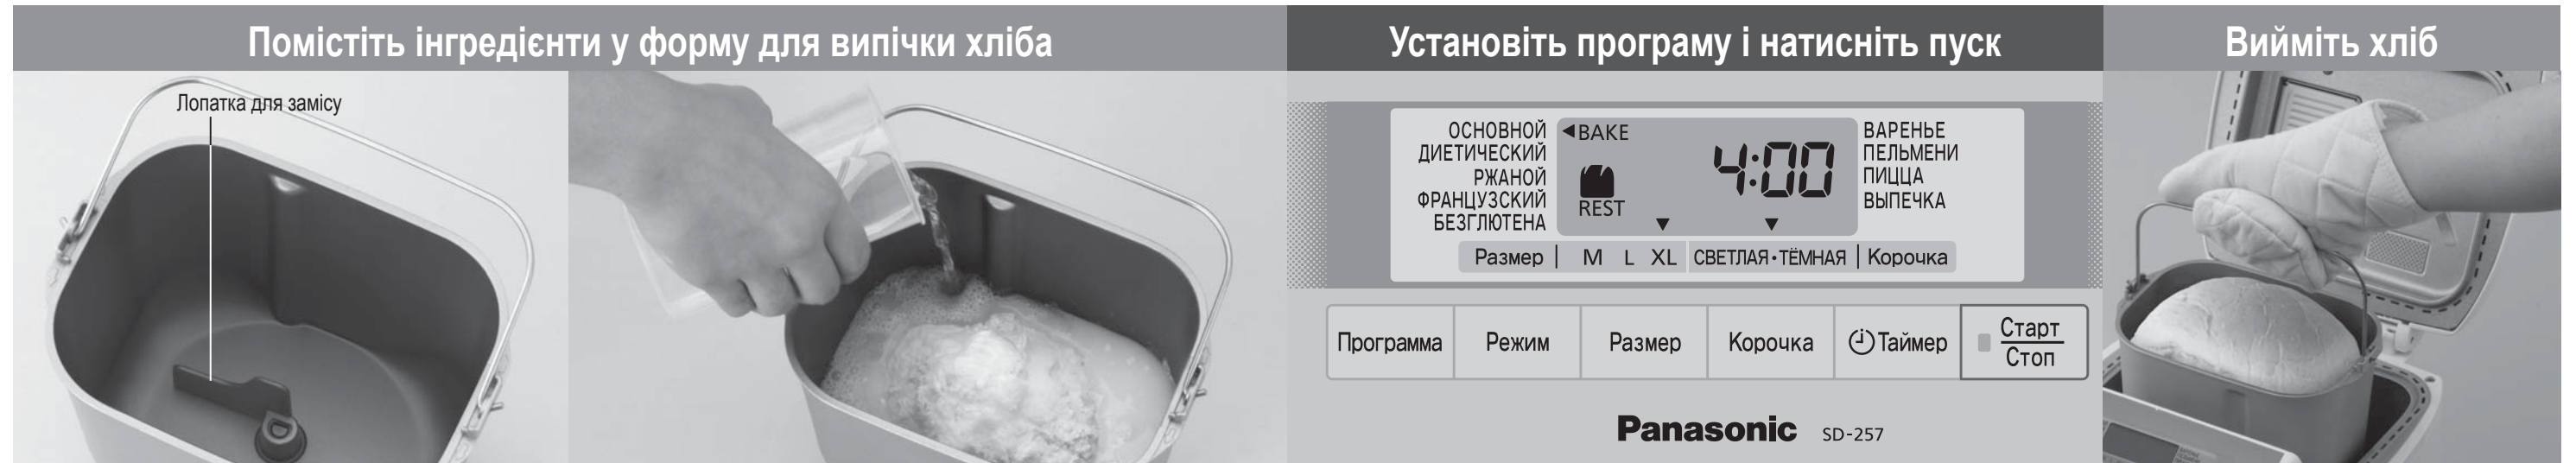 Помістіть інгредієнти у форму для випічки хліба
Лопатка для замісу
Установіть програму і натисніть пуск
ОСНОВНОЙ
ДИЕТИЧЕСКИЙ
РЖАНОЙ
ФРАНЦУЗСКИЙ
БЕЗГЛЮТЕНА
BAKE
4:00
REST
ВАРЕНЬЕ
ПЕЛЬМЕНИ
ПИЦЦА
ВЫПЕЧКА
Размер | M L XL СВЕТЛАЯ•ТЁМНАЯ | Корочка
Программа
Режим
Размер
Корочка
Таймер
Старт
Стоп
Panasonic SD-257
Вийміть хліб